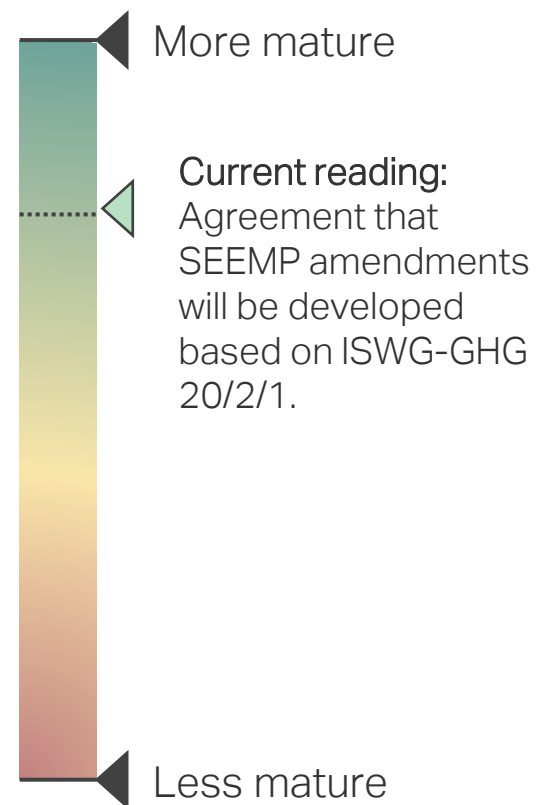 More mature
Current reading:
Agreement that
SEEMP amendments
will be developed
based on ISWG-GHG
20/2/1.
Less mature